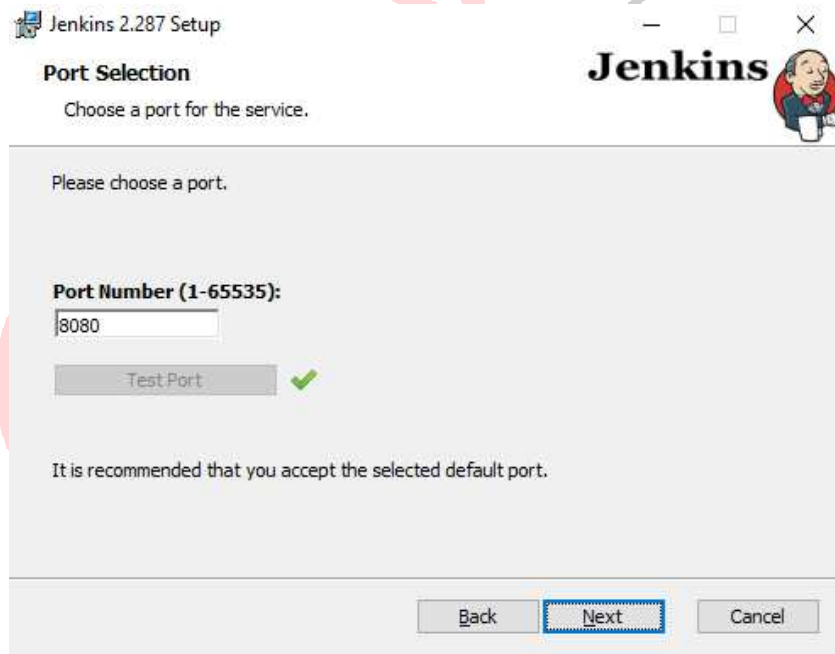 Jenkins 2.287 Setup
Port Selection
Jenkins
Choose a port for the service.
Please choose a port.
Port Number (1-65535):
8080
Test Port
It is recommended that you accept the selected default port.
Back
Next
Cancel